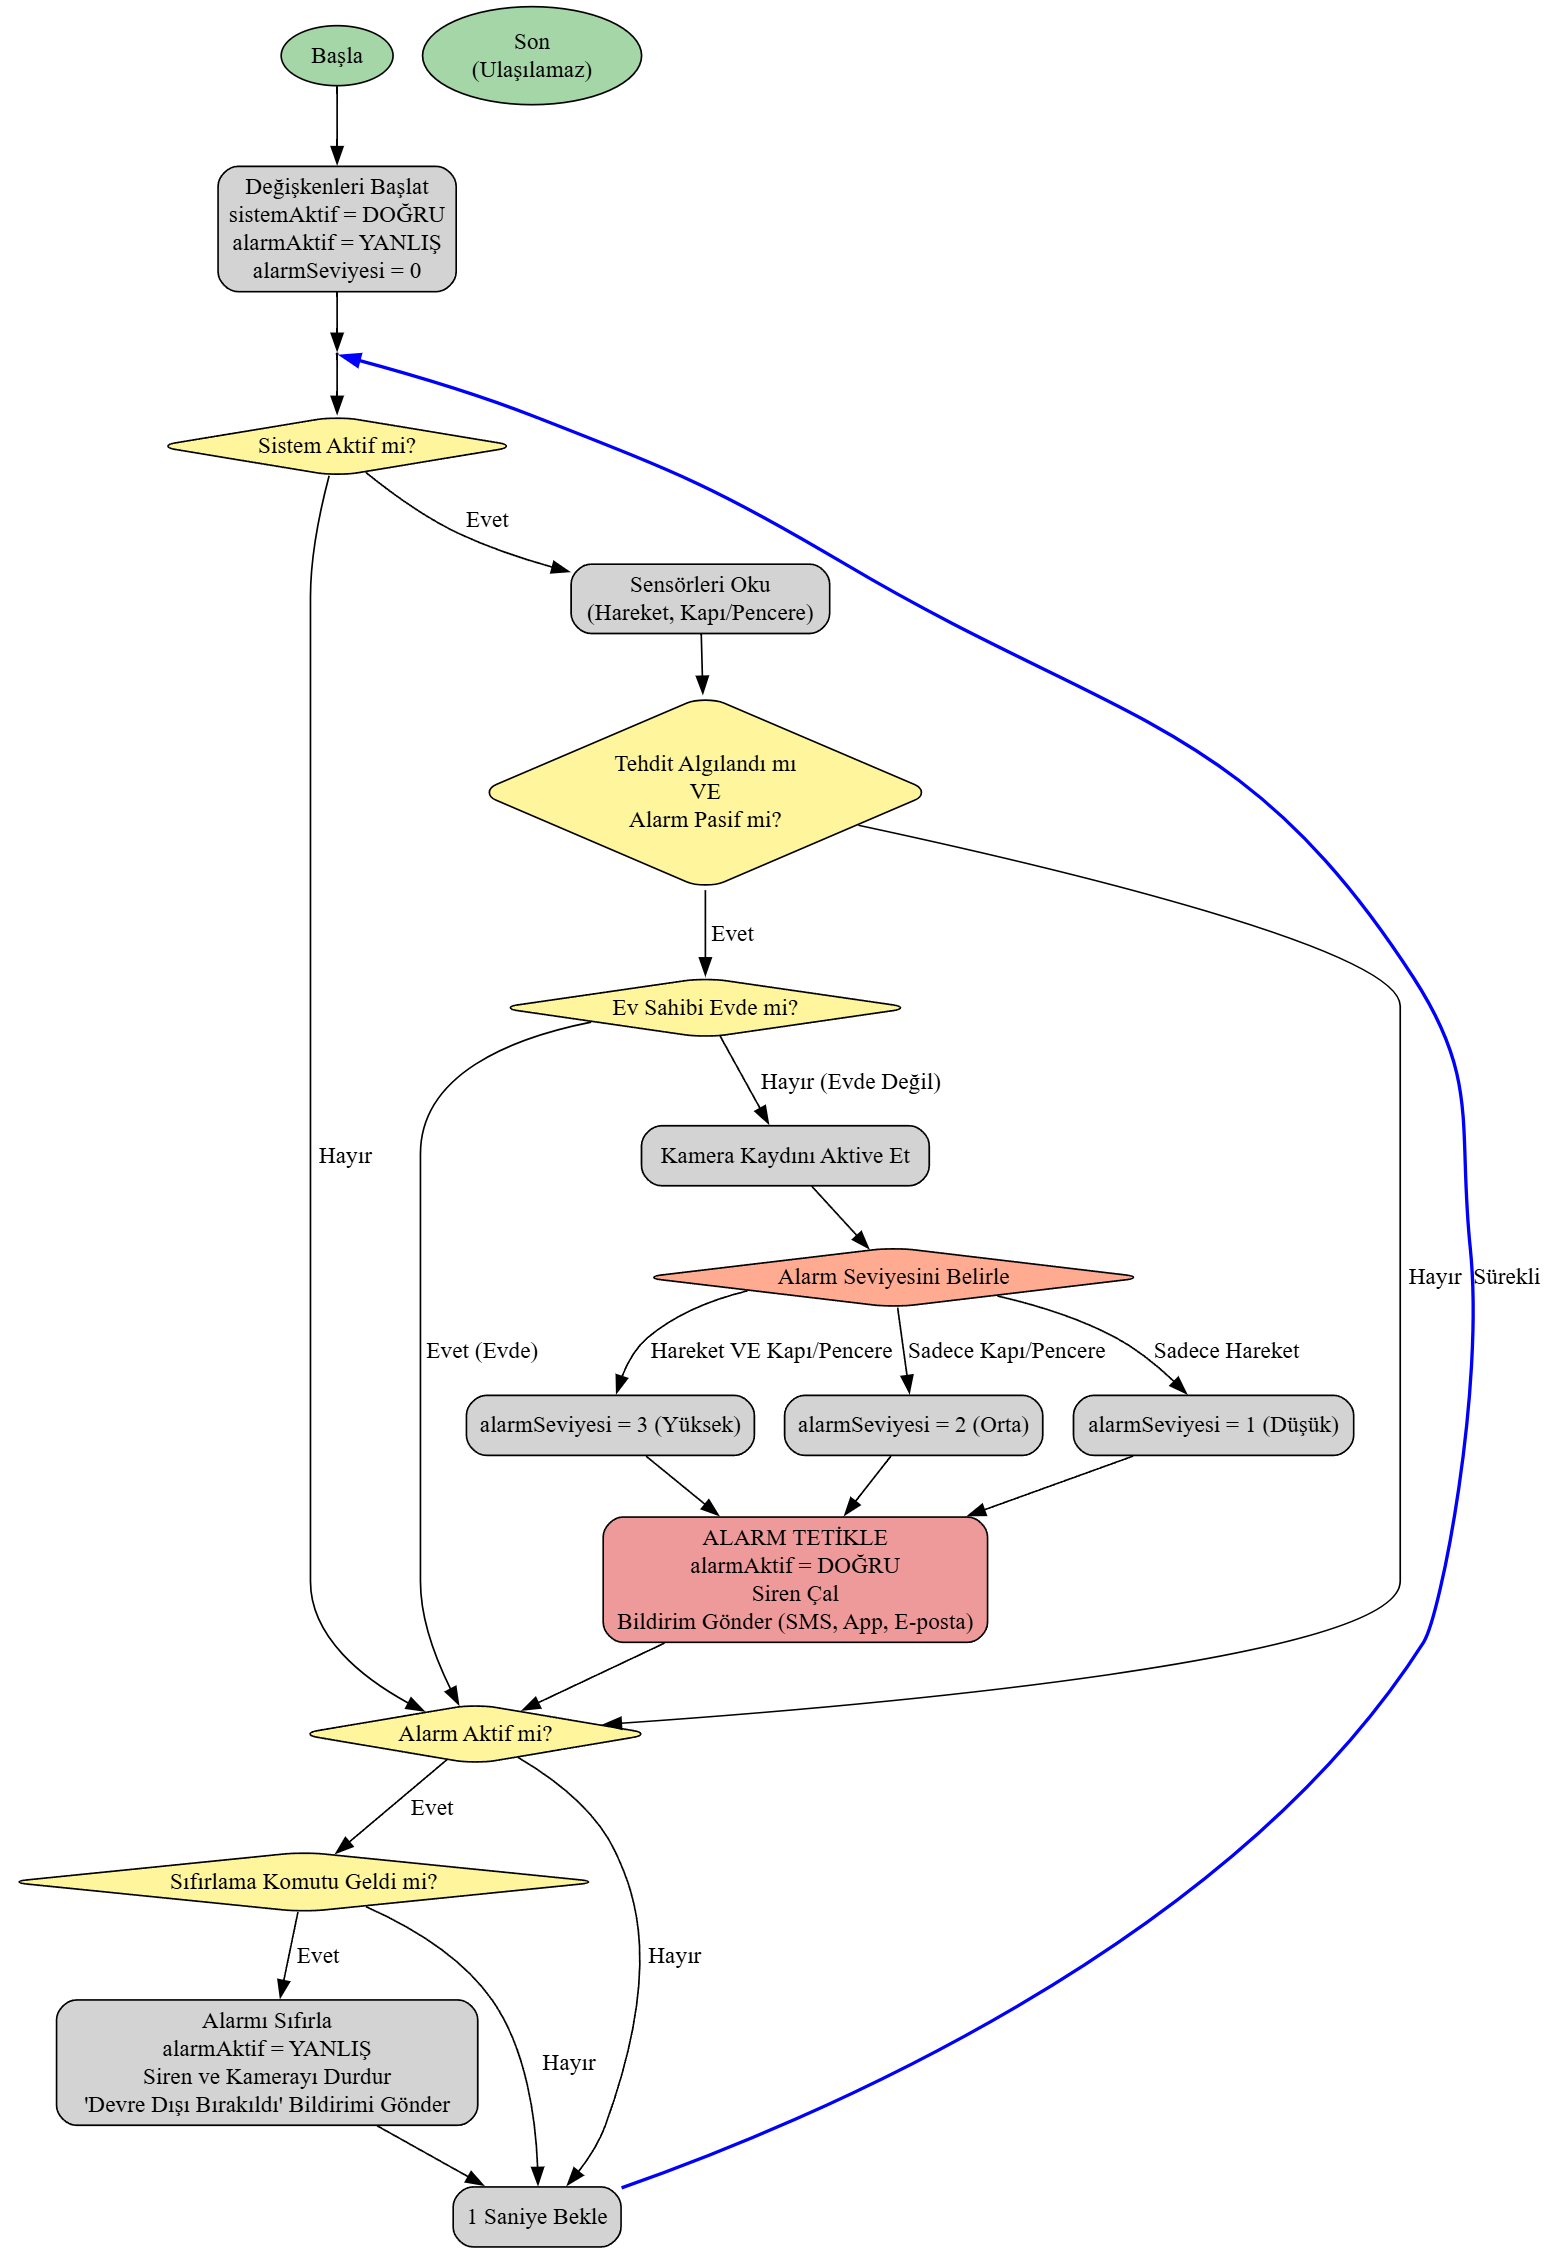 Başla
Son
(Ulaşılamaz)
Değişkenleri Başlat
sistemAktif = DOĞRU
alarmAktif = YANLIŞ
alarmSeviyesi = 0
Sistem Aktif mi?
Evet
Sensörleri Oku
(Hareket, Kapı/Pencere)
Tehdit Algılandı mı
VE
Alarm Pasif mi?
Evet
Ev Sahibi Evde mi?
Hayır (Evde Değil)
Hayır
Kamera Kaydını Aktive Et
Alarm Seviyesini Belirle
Hayır
Sürekli
Evet (Evde)
Hareket VE Kapı/Pencere
Sadece Kapı/Pencere
Sadece Hareket
alarmSeviyesi = 3 (Yüksek)
alarmSeviyesi = 2 (Orta)
alarmSeviyesi = 1 (Düşük)
ALARM TETİKLE
alarmAktif = DOĞRU
Siren Çal
Bildirim Gönder (SMS, App, E-posta)
Alarm Aktif mi?
Evet
Sıfırlama Komutu Geldi mi?
Evet
Hayır
Alarmı Sıfırla
alarmAktif = YANLIŞ
Siren ve Kamerayı Durdur
'Devre Dışı Bırakıldı' Bildirimi Gönder
Hayır
1 Saniye Bekle